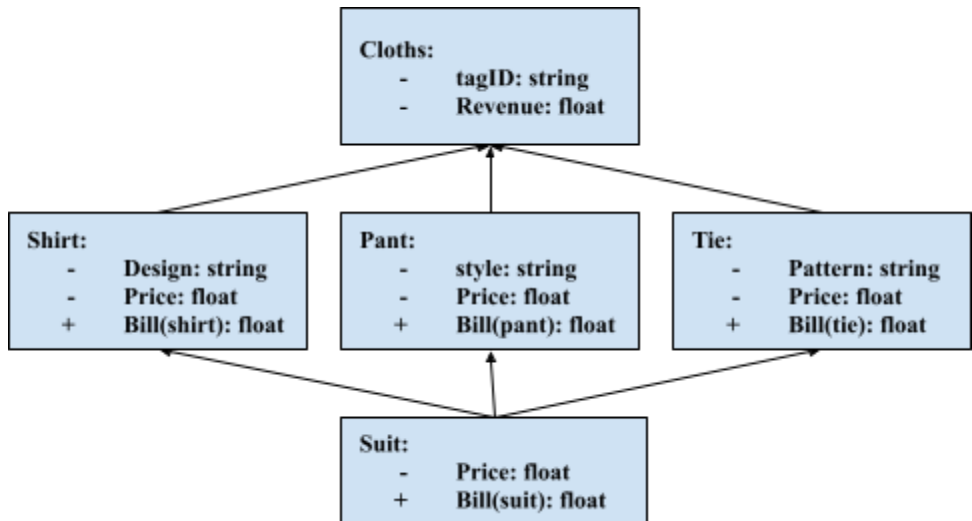 Cloths:
- tagID: string
- Revenue: float
Shirt:
- Design: string
- Price: float
+ Bill(shirt): float
Pant:
- style: string
- Price: float
+ Bill(pant): float
Tie:
- Pattern: string
- Price: float
+ Bill(tie): float
Suit:
- Price: float
+ Bill(suit): float